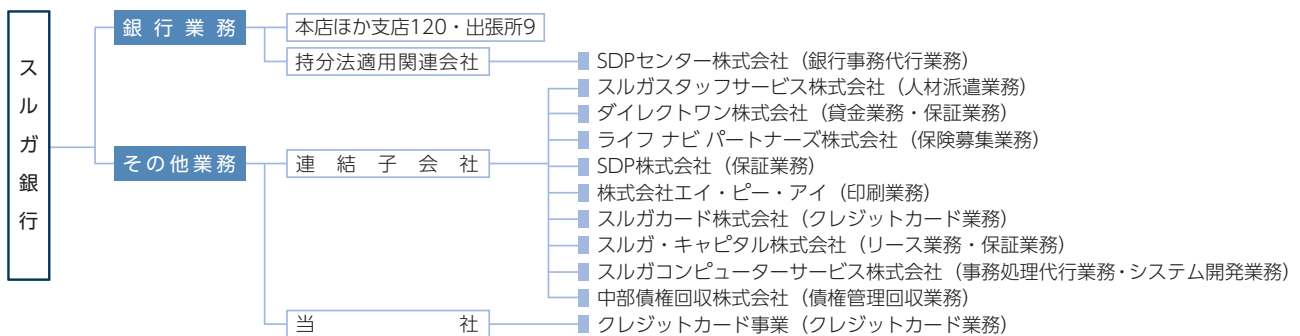 スルガ銀行
銀行業務
本店ほか支店120・出張所9
持分法適用関連会社
SDPセンター株式会社（銀行事務代行業務）
その他業務
連結子会社
スルガスタッフサービス株式会社（人材派遣業務）
ダイレクトワン株式会社（貸金業務・保証業務）
ライフ ナビ パートナーズ株式会社（保険募集業務）
SDP株式会社（保証業務）
株式会社エイ・ピー・アイ（印刷業務）
スルガカード株式会社（クレジットカード業務）
スルガ・キャピタル株式会社（リース業務・保証業務）
スルガコンピューターサービス株式会社（事務処理代行業務・システム開発業務）
中部債権回収株式会社（債権管理回収業務）
当社
クレジットカード事業（クレジットカード業務）